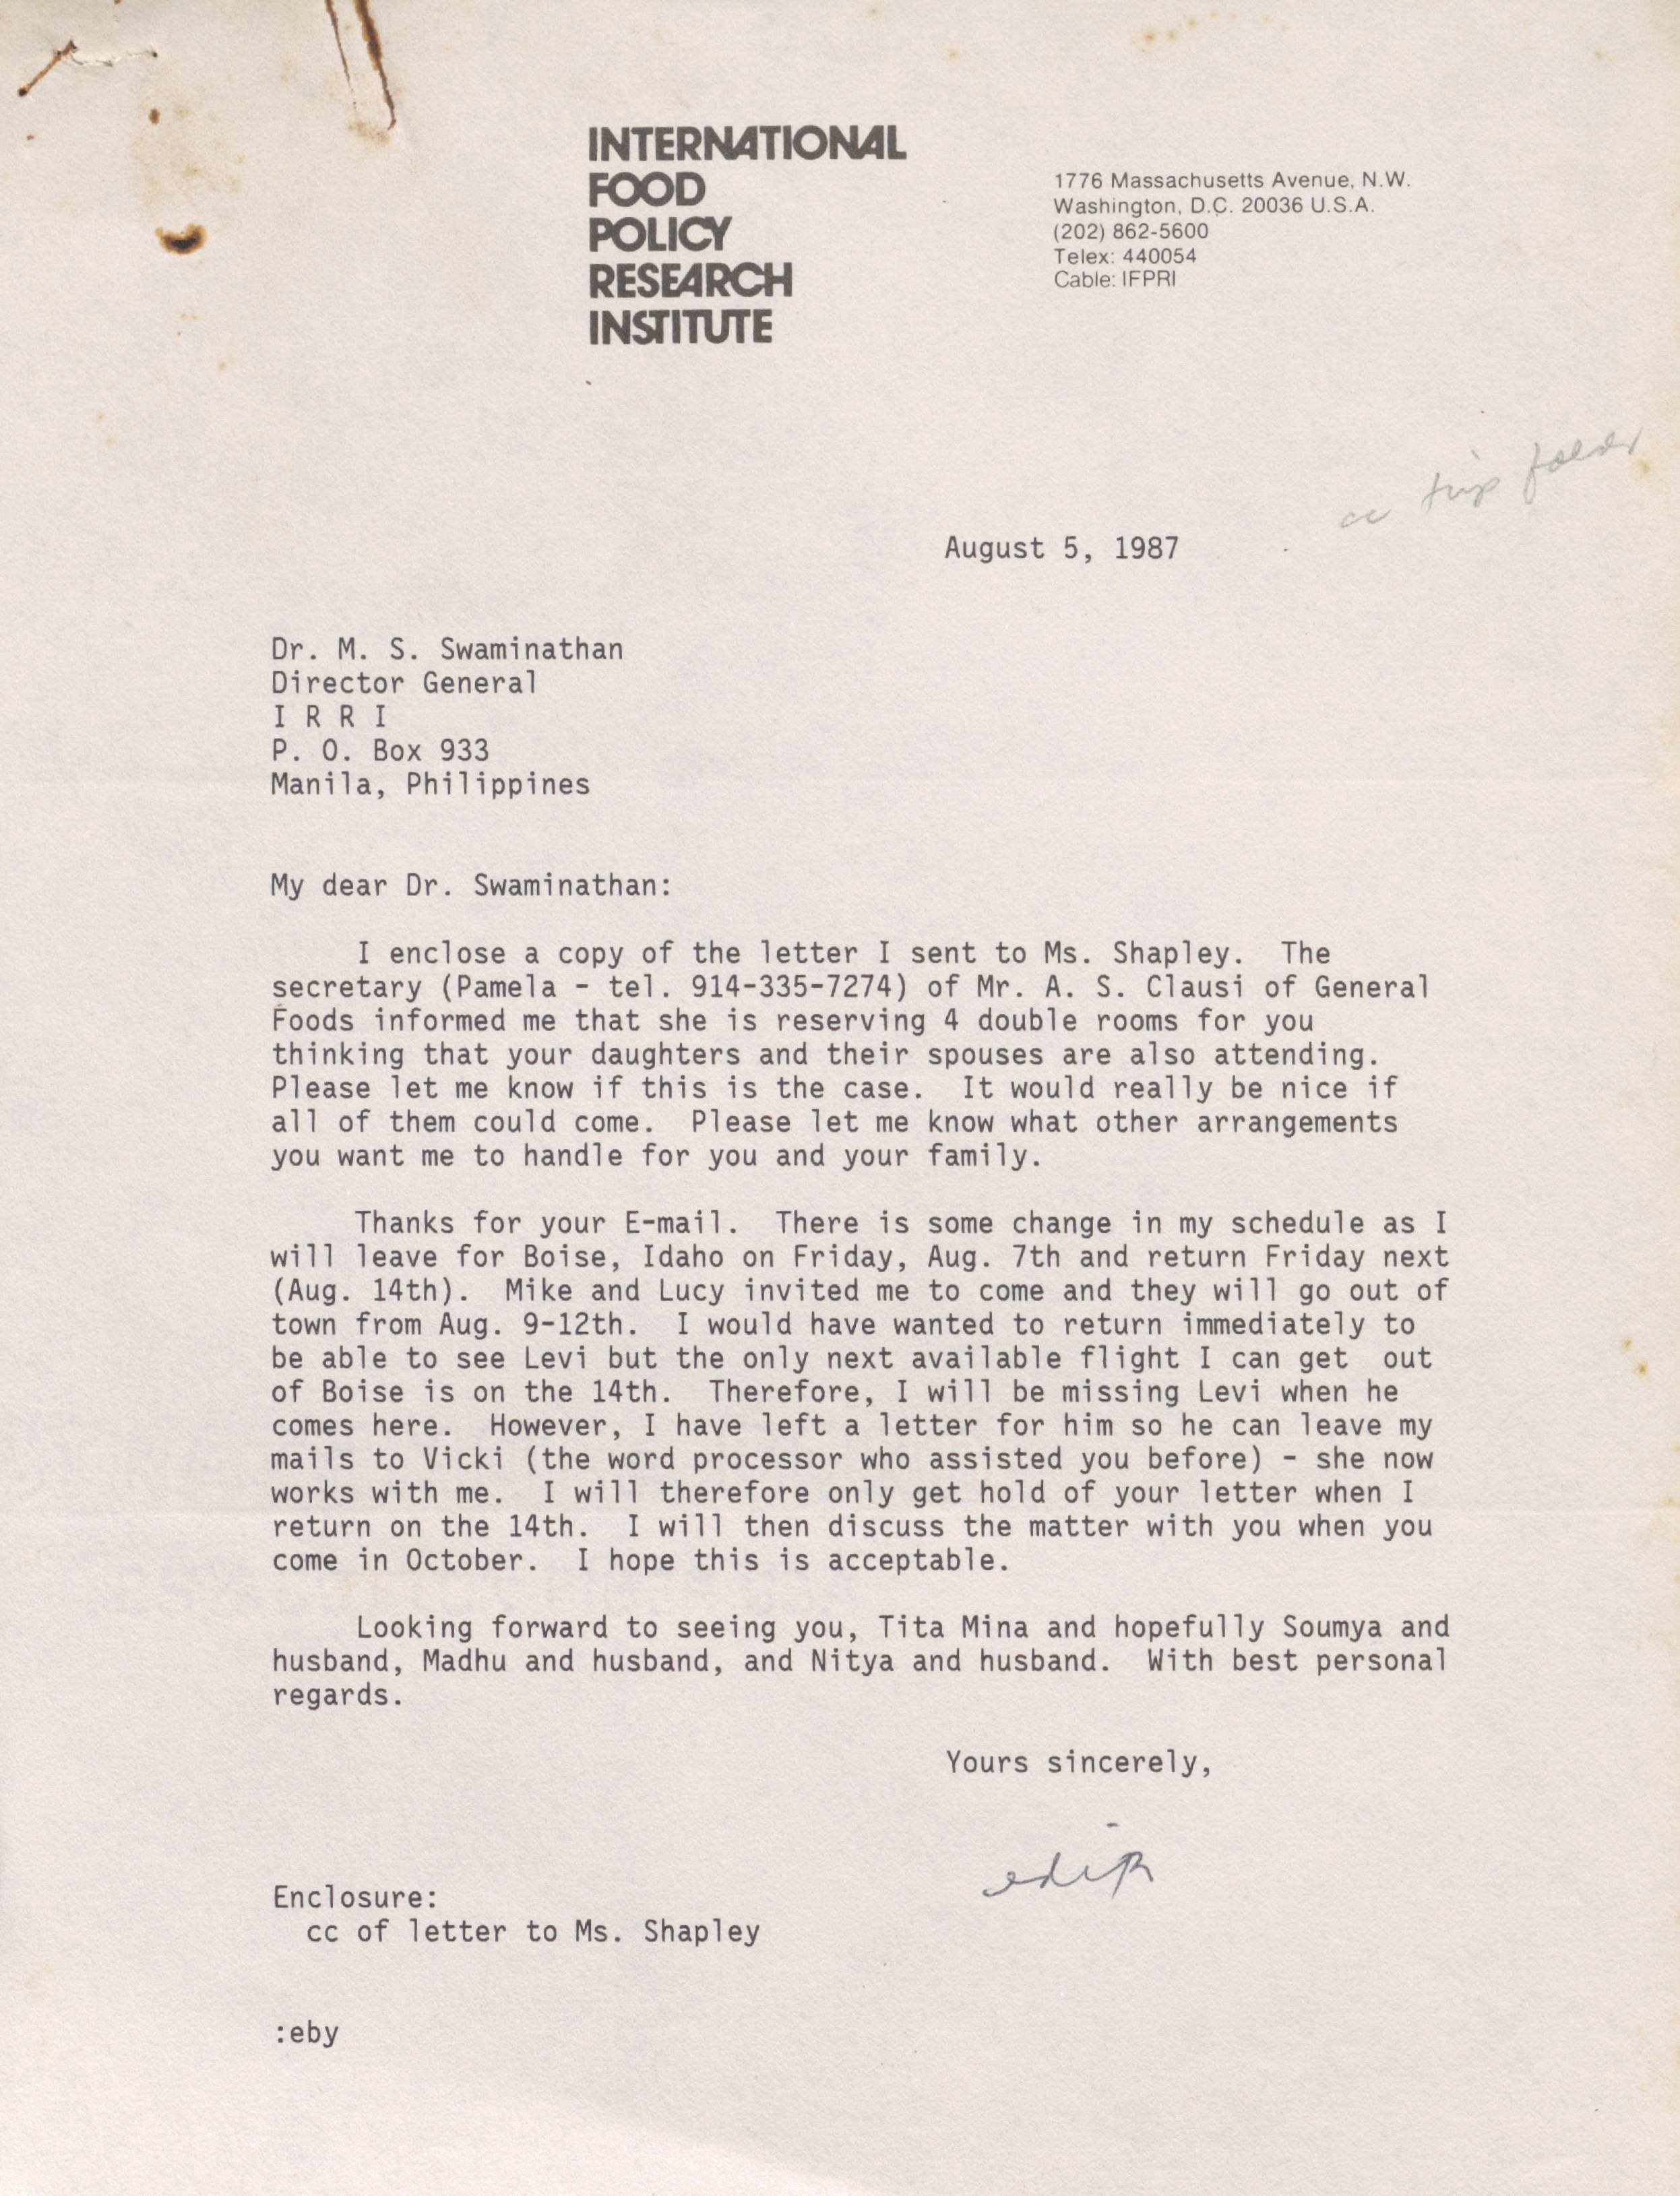 INTERNATIONAL
FOOD
POLICY
RESEARCH
INSTITUTE
1776 Massachusetts Avenue, N.W.
Washington, D.C. 20036 U.S.A.
(202) 862-5600
Telex: 440054
Cable: IFPRI
cc trip folder
August 5, 1987
Dr. M. S. Swaminathan
Director General
I R R I
P. O. Box 933
Manila, Philippines
My dear Dr. Swaminathan:
I enclose a copy of the letter I sent to Ms. Shapley.  The
secretary (Pamela - tel. 914-335-7274) of Mr. A. S. Clausi of General
Foods informed me that she is reserving 4 double rooms for you
thinking that your daughters and their spouses are also attending.
Please let me know if this is the case.  It would really be nice if
all of them could come.  Please let me know what other arrangements
you want me to handle for you and your family.
Thanks for your E-mail.  There is some change in my schedule as I
will leave for Boise, Idaho on Friday, Aug. 7th and return Friday next
(Aug. 14th).  Mike and Lucy invited me to come and they will go out of
town from Aug. 9-12th.  I would have wanted to return immediately to
be able to see Levi but the only next available flight I can get  out
of Boise is on the 14th.  Therefore, I will be missing Levi when he
comes here.  However, I have left a letter for him so he can leave my
mails to Vicki (the word processor who assisted you before) - she now
works with me.  I will therefore only get hold of your letter when I
return on the 14th.  I will then discuss the matter with you when you
come in October.  I hope this is acceptable.
Looking forward to seeing you, Tita Mina and hopefully Soumya and
husband, Madhu and husband, and Nitya and husband.  With best personal
regards.
Yours sincerely,
Enclosure:
cc of letter to Ms. Shapley
:eby